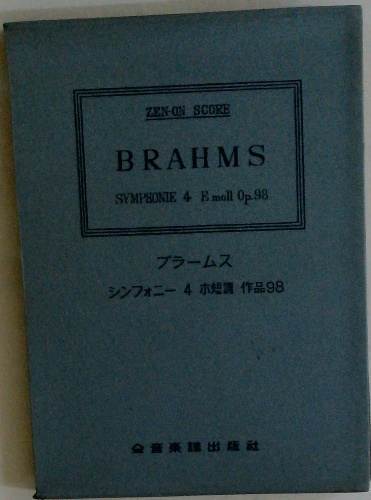 ZEN-ON SCORE
BRAHMS
SYMPHONIE 4 E moll Op.98
ブラームス
シンフォニー 4 ホ短調 作品98
全音楽譜出版社